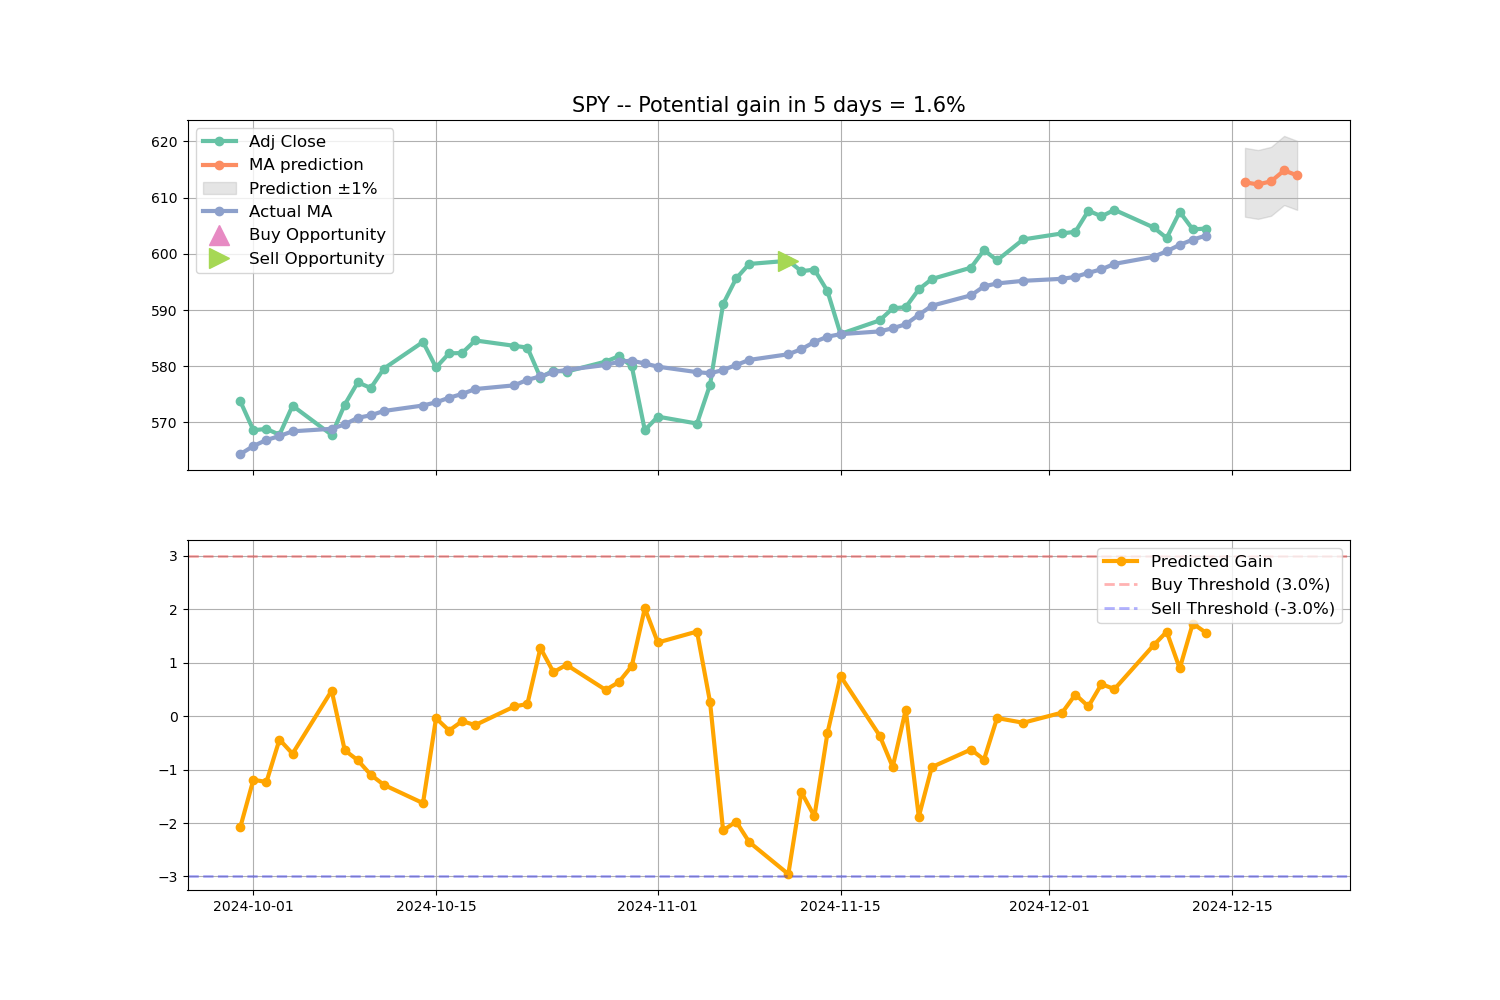 SPY -- Potential gain in 5 days = 1.6%
620
610
600
590
580
570
Adj Close
MA prediction
Prediction ±1%
Actual MA
Buy Opportunity
Sell Opportunity
3
2
1
0
−1
−2
−3
Predicted Gain
Buy Threshold (3.0%)
Sell Threshold (-3.0%)
2024-10-01
2024-10-15
2024-11-01
2024-11-15
2024-12-01
2024-12-15